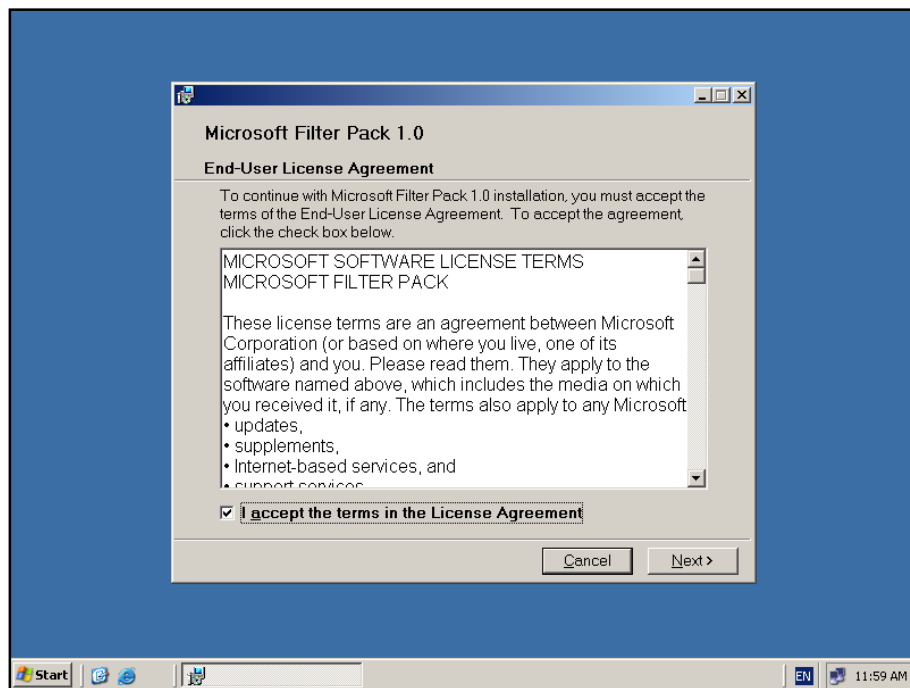 Microsoft Filter Pack 1.0
End-User License Agreement
To continue with Microsoft Filter Pack 1.0 installation, you must accept the
terms of the End-User License Agreement. To accept the agreement,
click the check box below.
MICROSOFT SOFTWARE LICENSE TERMS
MICROSOFT FILTER PACK
These license terms are an agreement between Microsoft
Corporation (or based on where you live, one of its
affiliates) and you. Please read them. They apply to the
software named above, which includes the media on which
you received it, if any. The terms also apply to any Microsoft
• updates,
• supplements,
• Internet-based services, and
• support services
I accept the terms in the License Agreement
Cancel
Next >
Start
EN
11:59 AM